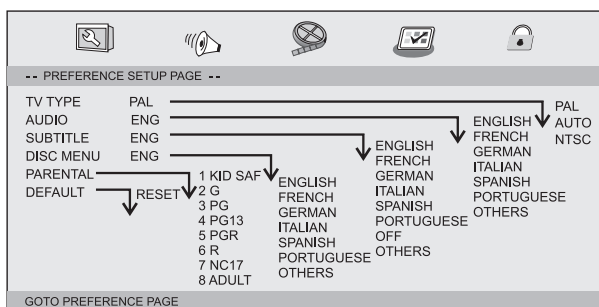 -- PREFERENCE SETUP PAGE --
TV TYPE PAL
AUDIO ENG
SUBTITLE ENG
DISC MENU ENG
PARENTAL
DEFAULT
RESET
1 KID SAF
2 G
3 PG
4 PG13
5 PGR
6 R
7 NC17
8 ADULT
ENGLISH
FRENCH
GERMAN
ITALIAN
SPANISH
PORTUGUESE
OTHERS
ENGLISH
FRENCH
GERMAN
ITALIAN
SPANISH
PORTUGUESE
OFF
OTHERS
ENGLISH
FRENCH
GERMAN
ITALIAN
SPANISH
PORTUGUESE
OTHERS
PAL
AUTO
NTSC
GOTO PREFERENCE PAGE